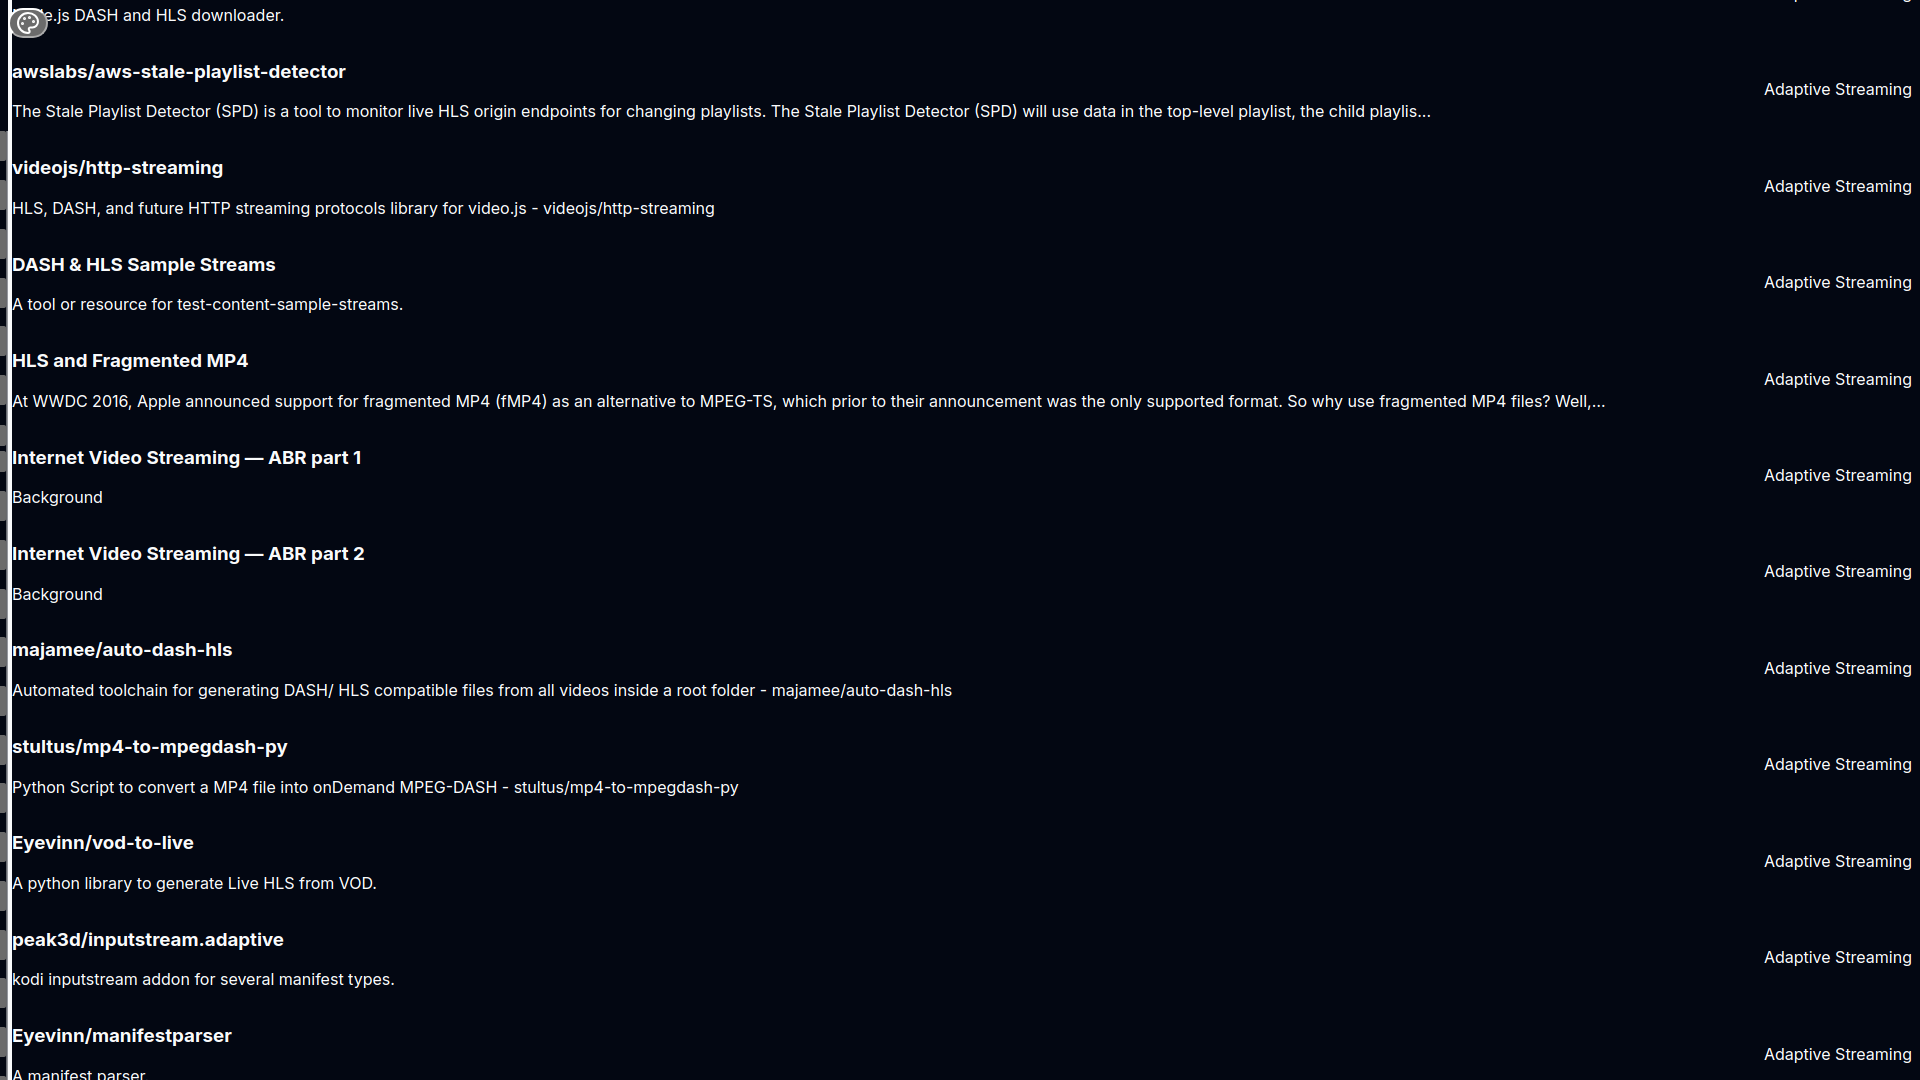 e.js DASH and HLS downloader.
awslabs/aws-stale-playlist-detector
Adaptive Streaming
The Stale Playlist Detector (SPD) is a tool to monitor live HLS origin endpoints for changing playlists. The Stale Playlist Detector (SPD) will use data in the top-level playlist, the child playlis...
videojs/http-streaming
Adaptive Streaming
HLS, DASH, and future HTTP streaming protocols library for video.js - videojs/http-streaming
DASH & HLS Sample Streams
Adaptive Streaming
A tool or resource for test-content-sample-streams.
HLS and Fragmented MP4
Adaptive Streaming
At WWDC 2016, Apple announced support for fragmented MP4 (fMP4) as an alternative to MPEG-TS, which prior to their announcement was the only supported format. So why use fragmented MP4 files? Well,...
Internet Video Streaming — ABR part 1
Adaptive Streaming
Background
Internet Video Streaming — ABR part 2
Adaptive Streaming
Background
majamee/auto-dash-hls
Adaptive Streaming
Automated toolchain for generating DASH/ HLS compatible files from all videos inside a root folder - majamee/auto-dash-hls
stultus/mp4-to-mpegdash-py
Adaptive Streaming
Python Script to convert a MP4 file into onDemand MPEG-DASH - stultus/mp4-to-mpegdash-py
Eyevinn/vod-to-live
Adaptive Streaming
A python library to generate Live HLS from VOD.
peak3d/inputstream.adaptive
Adaptive Streaming
kodi inputstream addon for several manifest types.
Eyevinn/manifestparser
Adaptive Streaming
A manifest parser